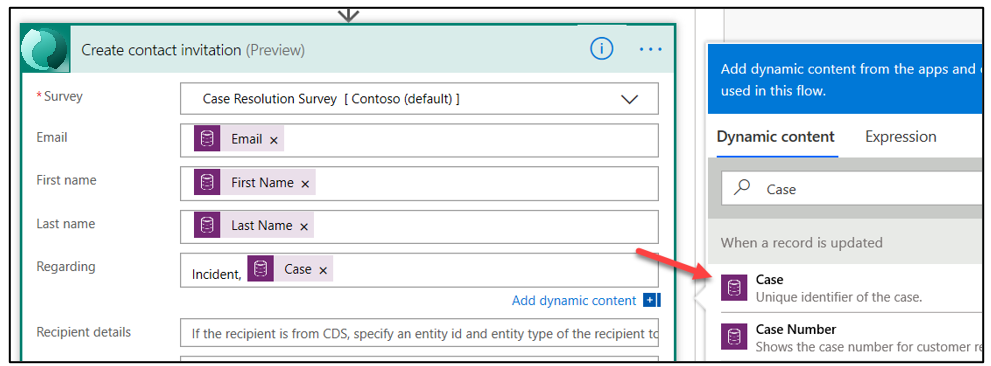 Create contact invitation (Preview)
* Survey
Case Resolution Survey [ Contoso (default) ]
Email
Email ×
First name
First Name ×
Last name
Last Name ×
Regarding
Incident, Case ×
Add dynamic content
Recipient details
If the recipient is from CDS, specify an entity id and entity type of the recipient to
Add dynamic content from the apps and
used in this flow.
Dynamic content Expression
Case
When a record is updated
Case
Unique identifier of the case.
Case Number
Shows the case number for customer re